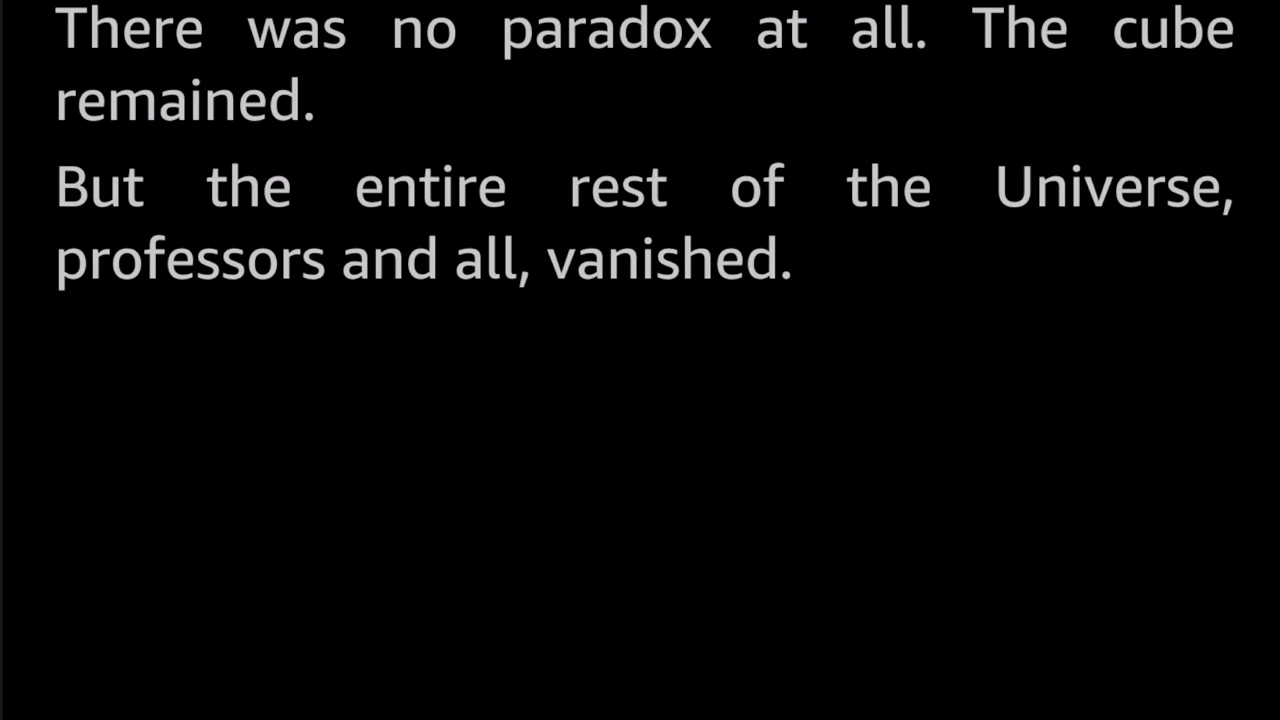 There was no paradox at all. The cube
remained.
But the entire rest of the Universe,
professors and all, vanished.